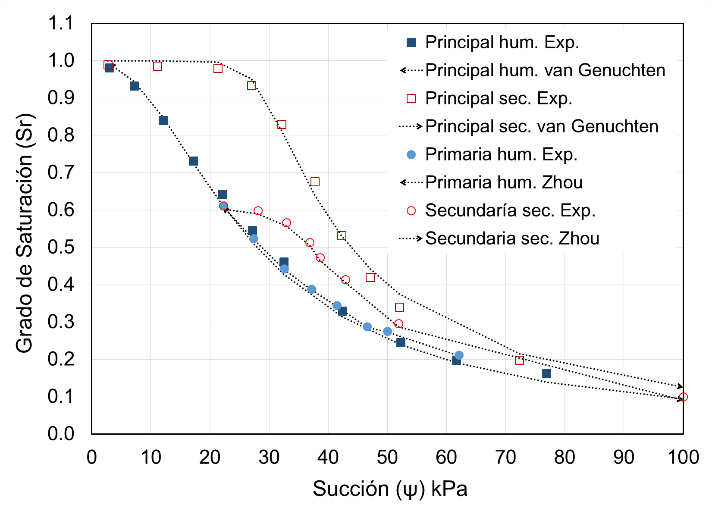 1.1
1.0
0.9
0.8
0.7
0.6
0.5
0.4
0.3
0.2
0.1
0.0
Grado de Saturación (Sr)
Principal hum. Exp.
Principal hum. van Genuchten
Principal sec. Exp.
Principal sec. van Genuchten
Primaria hum. Exp.
Primaria hum. Zhou
Secundaría sec. Exp.
Secundaria sec. Zhou
0 10 20 30 40 50 60 70 80 90 100
Succión (ψ) kPa